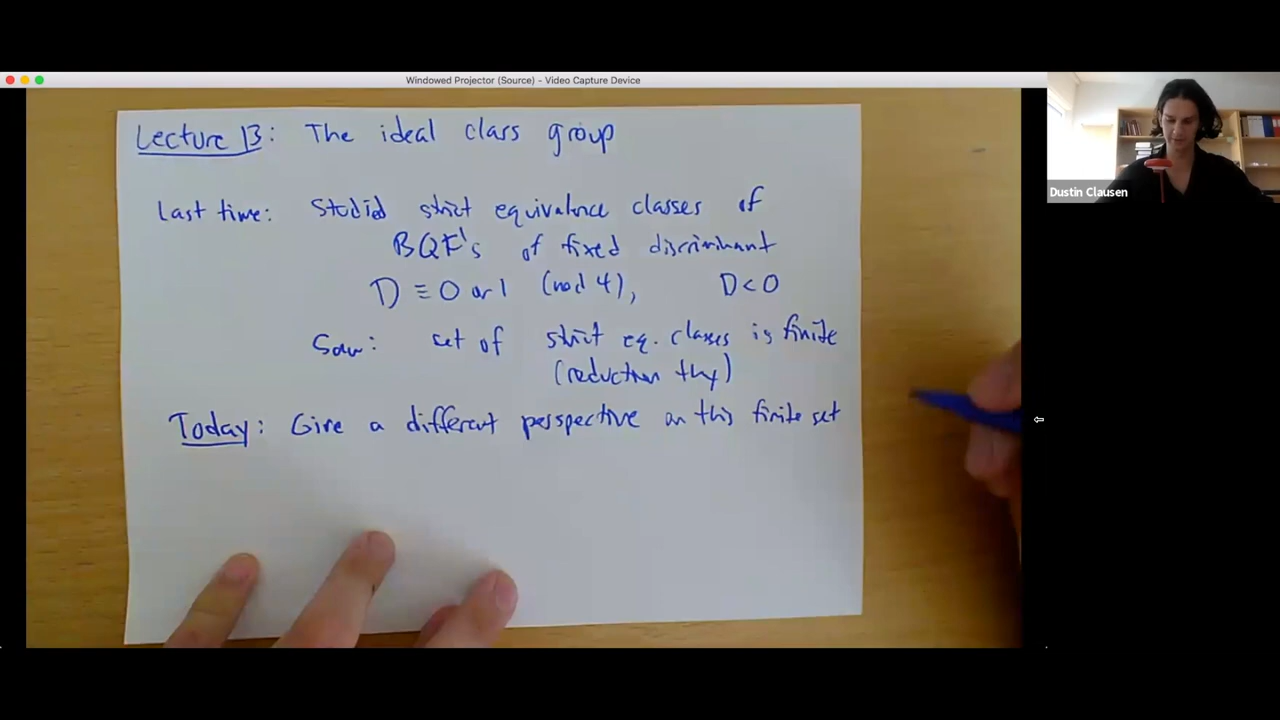 Windowed Projector (Source) - Video Capture Device
Lecture 13: The ideal class group
Dustin Clausen
Last time: Studied strict equivalence classes of
BQF's of fixed discriminant
D ≡ 0 or 1 (mod 4), D < 0
Saw: set of strict eq. classes is finite
(reduction thy)
Today: Give a different perspective on this finite set